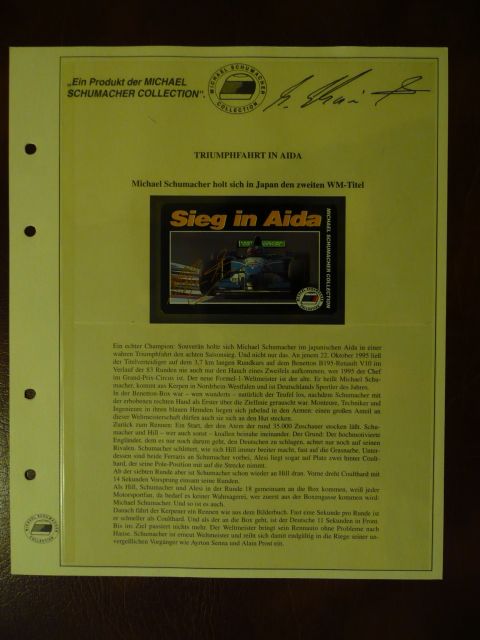 „Ein Produkt der MICHAEL
SCHUMACHER COLLECTION".
MICHAEL SCHUMACHER
COLLECTION
TRIUMPHFAHRT IN AIDA
Michael Schumacher holt sich in Japan den zweiten WM-Titel
Sieg in Aida
MICHAEL SCHUMACHER COLLECTION
Ein echter Champion: Souverän holte sich Michael Schumacher im japanischen Aida in einer
wahren Triumphfahrt den achten Saisonsieg. Und nicht nur das. An jenem 22. Oktober 1995 ließ
der Titelverteidiger auf dem 3,7 km langen Rundkurs auf dem Benetton B195-Renault V10 im
Verlauf der 83 Runden nie auch nur den Hauch eines Zweifels aufkommen, wer 1995 der Chef
im Grand-Prix-Circus ist. Der neue Formel-1-Weltmeister ist der alte. Er heißt Michael Schu-
macher, kommt aus Kerpen in Nordrhein-Westfalen und ist Deutschlands Sportler des Jahres.
In der Benetton-Box war – wen wunderts – natürlich der Teufel los, nachdem Schumacher mit
der erhobenen rechten Hand als Erster über die Ziellinie gerauscht war. Monteure, Techniker und
Ingenieure in ihren blauen Hemden liegen sich jubelnd in den Armen: einen großen Anteil an
dieser Weltmeisterschaft dürfen auch sie sich an den Hut stecken.
Zurück zum Rennen: Ein Start, der den Atem der rund 35.000 Zuschauer stocken läßt. Schu-
macher und Hill – wer auch sonst – knallen beinahe ineinander. Der Grund: Der hochmotivierte
Engländer, dem es nur noch darum geht, den Deutschen zu schlagen, achtet nur noch auf seinen
Rivalen. Schumacher schlittert, wie sich Hill immer breiter macht, fast auf die Grasnarbe. Unter-
dessen sind beide Ferraris an Schumacher vorbei. Alesi liegt sogar auf Platz zwei hinter Coult-
hard, der seine Pole-Position mit auf die Strecke nimmt.
Ab der siebten Runde also hat Schumacher schon wieder an Hill dran. Vorne dreht Coulthard mit
14 Sekunden Vorsprung einsam seine Runden.
Als Hill, Schumacher und Alesi in der Runde 18 gemeinsam an die Box kommen, weiß jeder
Motorsportfan, da bedarf es keiner Wahrsagerei, wer zuerst aus der Boxengasse kommen wird:
Michael Schumacher. Und so ist es auch.
Danach fährt der Kerpener ein Rennen wie aus dem Bilderbuch. Fast eine Sekunde pro Runde ist
er schneller als Coulthard. Und als der an die Box geht, ist der Deutsche 11 Sekunden in Front.
Bis ins Ziel passiert nichts mehr. Der Weltmeister bringt sein Rennauto ohne Probleme nach
Hause. Schumacher ist erneut Weltmeister und reiht sich damit endgültig in die Riege seiner un-
vergeßlichen Vorgänger wie Ayrton Senna und Alain Prost ein.
MICHAEL SCHUMACHER
COLLECTION